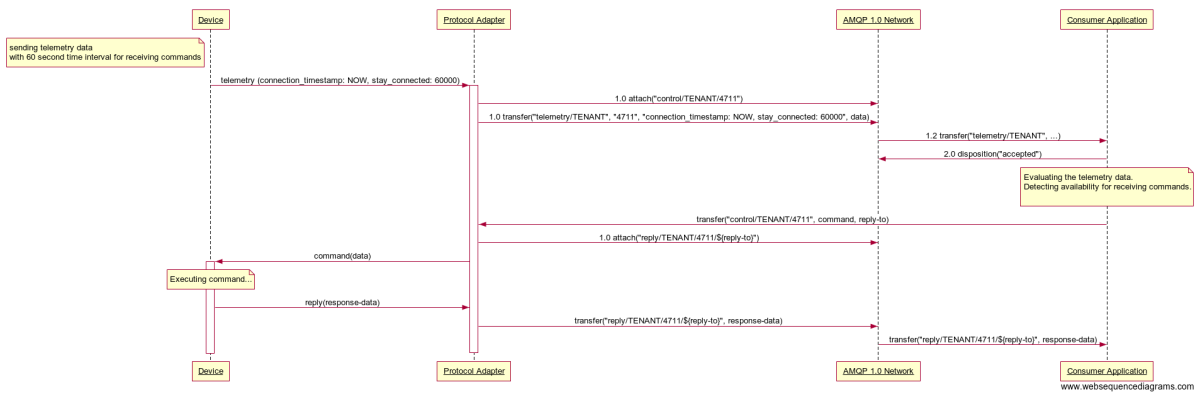 Device
Protocol Adapter
AMQP 1.0 Network
Consumer Application
sending telemetry data
with 60 second time interval for receiving commands
telemetry (connection_timestamp: NOW, stay_connected: 60000)
1.0 attach("control/TENANT/4711")
1.0 transfer("telemetry/TENANT", "4711", "connection_timestamp: NOW, stay_connected: 60000", data)
1.2 transfer("telemetry/TENANT", ...)
2.0 disposition("accepted")
Evaluating the telemetry data.
Detecting availability for receiving commands.
transfer("control/TENANT/4711", command, reply-to)
1.0 attach("reply/TENANT/4711/${reply-to}")
command(data)
Executing command...
reply(response-data)
transfer("reply/TENANT/4711/${reply-to}", response-data)
transfer("reply/TENANT/4711/${reply-to}", response-data)
Device
Protocol Adapter
AMQP 1.0 Network
Consumer Application
www.websequencediagrams.com